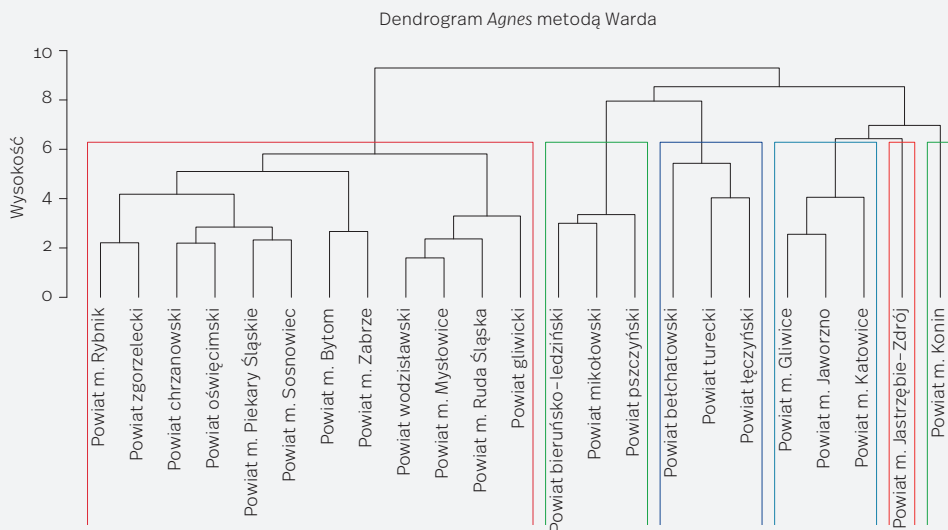 Dendrogram Agnes metodą Warda
Wysokość
10
8
6
4
2
0
Powiat m. Rybnik
Powiat zgorzelecki
Powiat chrzanowski
Powiat oświęcimski
Powiat m. Piekary Śląskie
Powiat m. Sosnowiec
Powiat m. Bytom
Powiat m. Zabrze
Powiat wodzisławski
Powiat m. Mysłowice
Powiat m. Ruda Śląska
Powiat gliwicki
Powiat bieruńsko-lędziński
Powiat mikołowski
Powiat pszczyński
Powiat bełchatowski
Powiat turecki
Powiat łęczyński
Powiat m. Gliwice
Powiat m. Jaworzno
Powiat m. Katowice
Powiat m. Jastrzębie-Zdrój
Powiat m. Konin